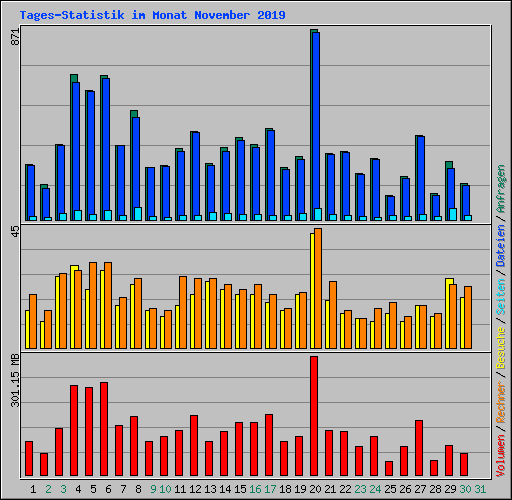 Tages-Statistik im Monat November 2019
871
45
301.15 MB
Volumen / Rechner / Besuche / Seiten / Dateien / Anfragen
1 2 3 4 5 6 7 8 9 10 11 12 13 14 15 16 17 18 19 20 21 22 23 24 25 26 27 28 29 30 31